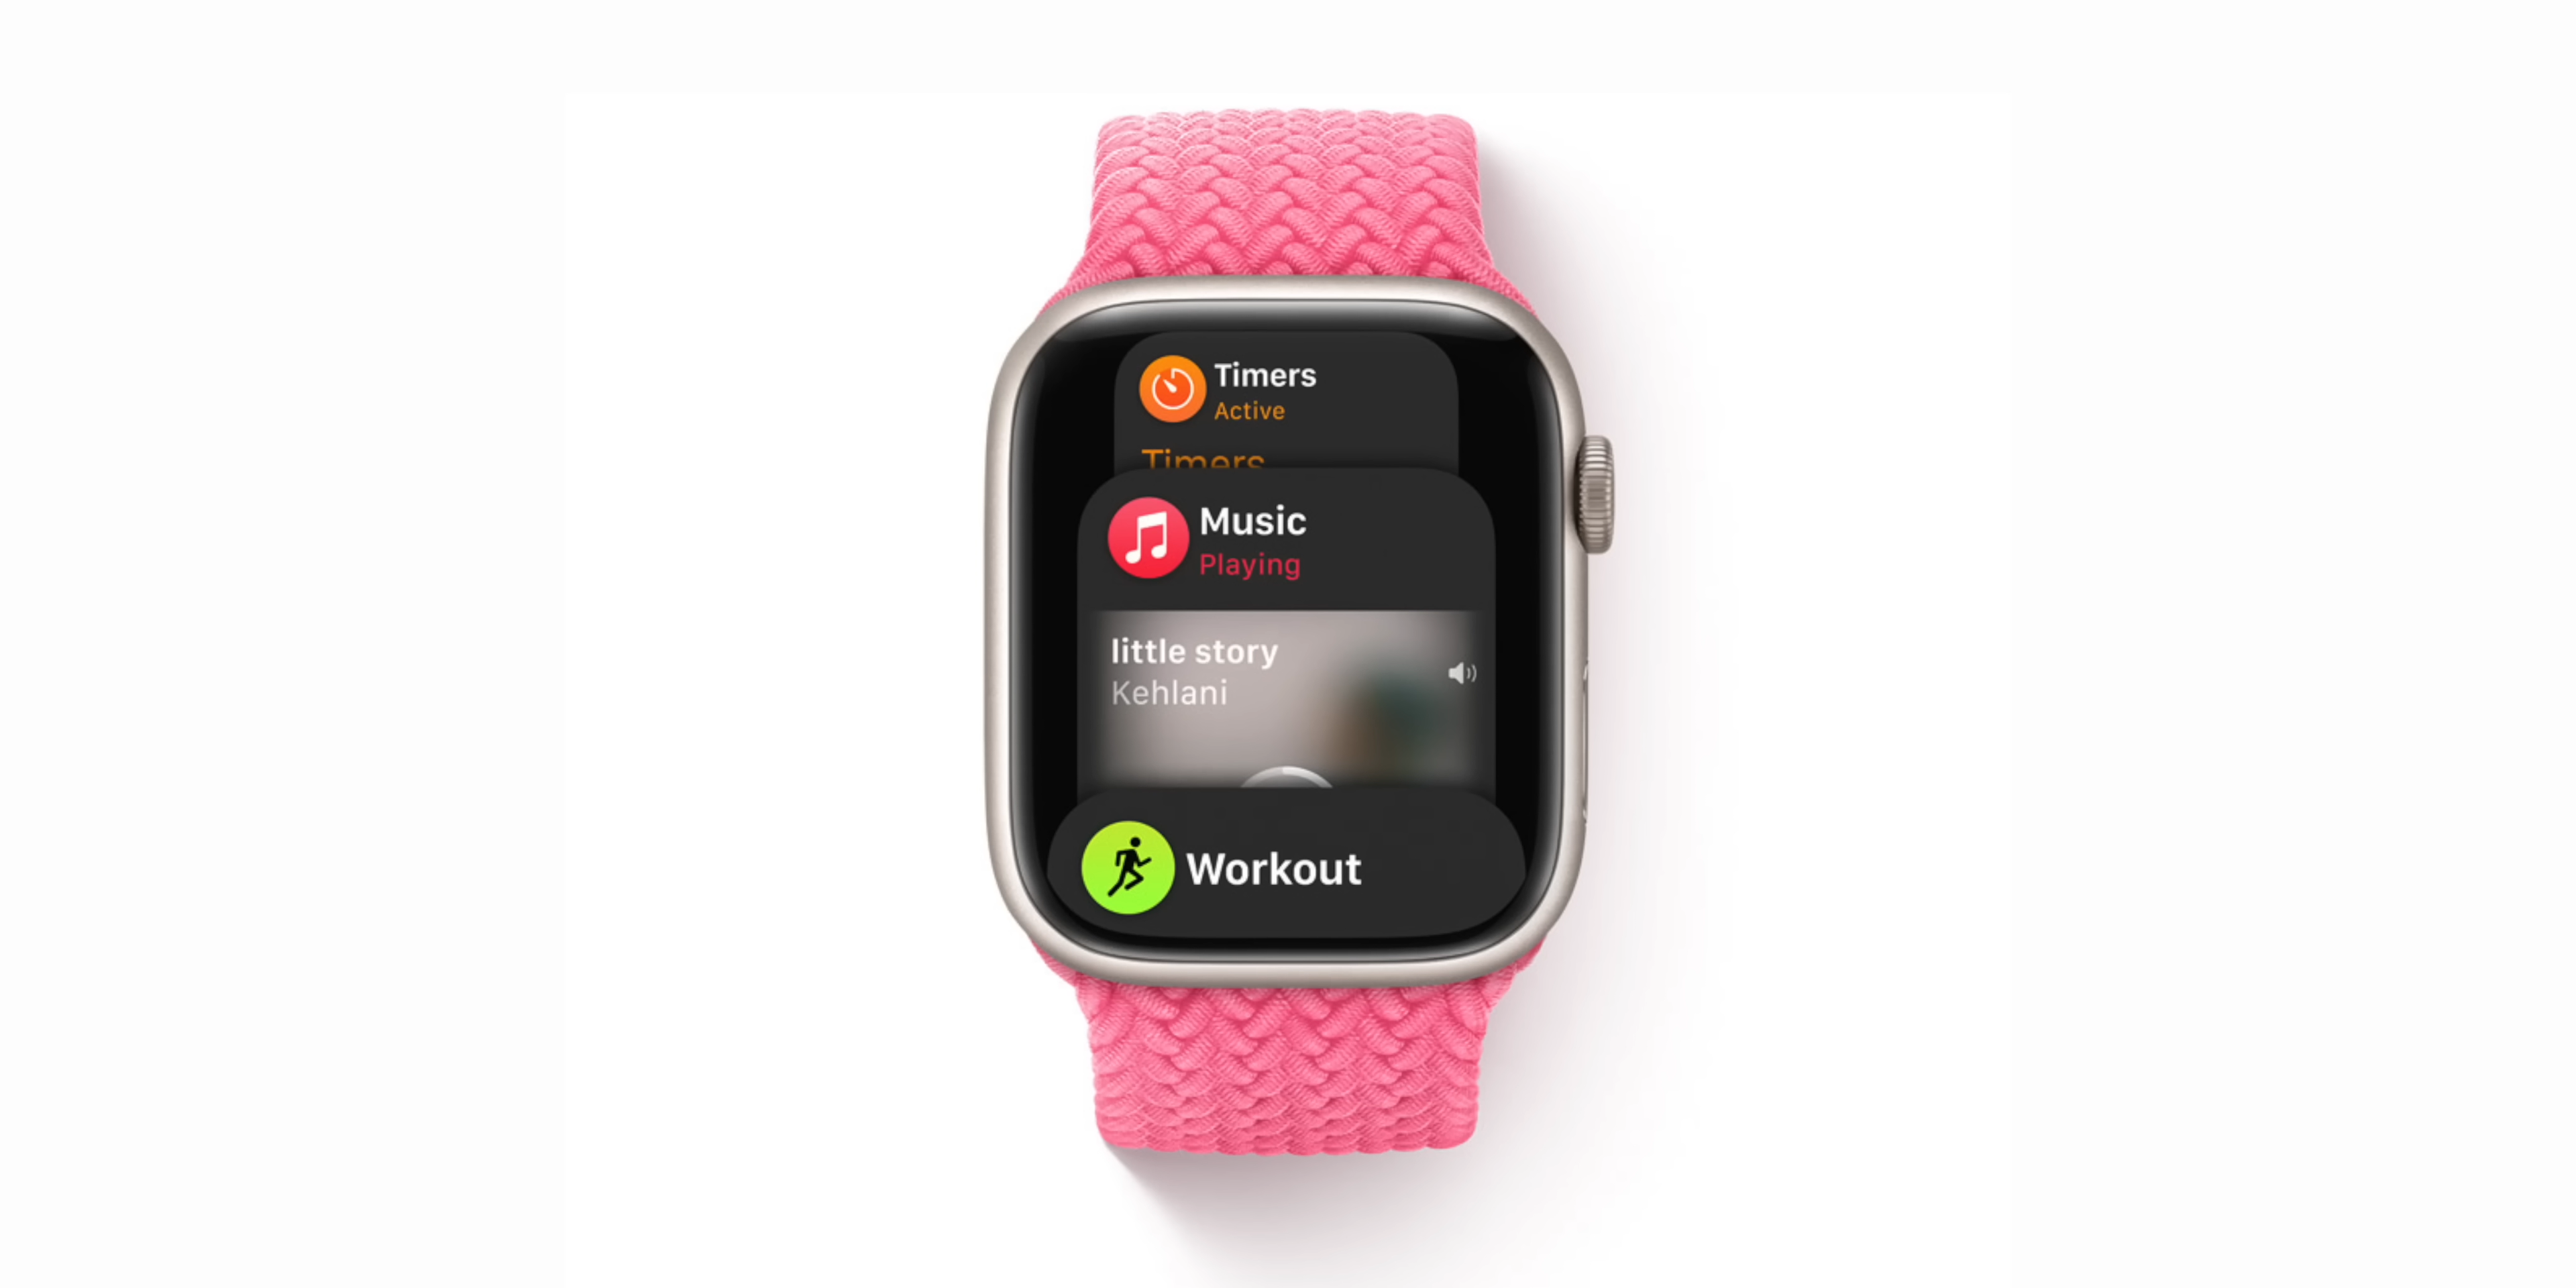 Timers
Active
Timers
Music
Playing
little story
Kehlani
Workout